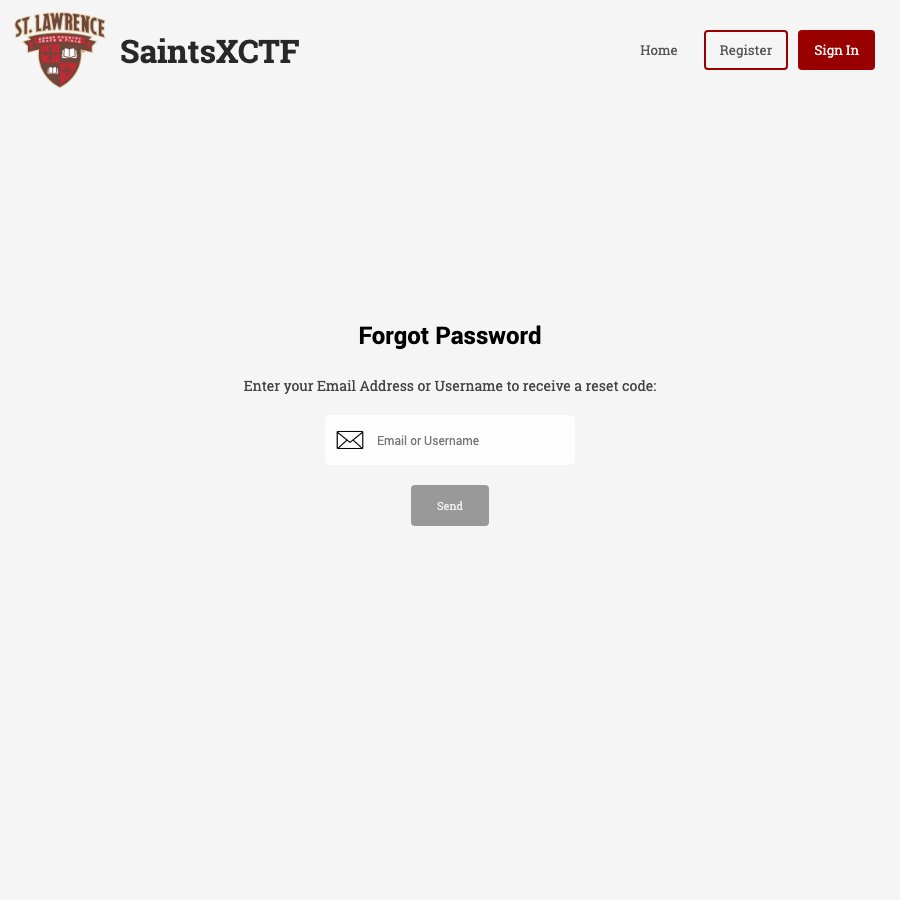 ST. LAWRENCE
SaintsXCTF
Home
Register
Sign In
Forgot Password
Enter your Email Address or Username to receive a reset code:
Email or Username
Send